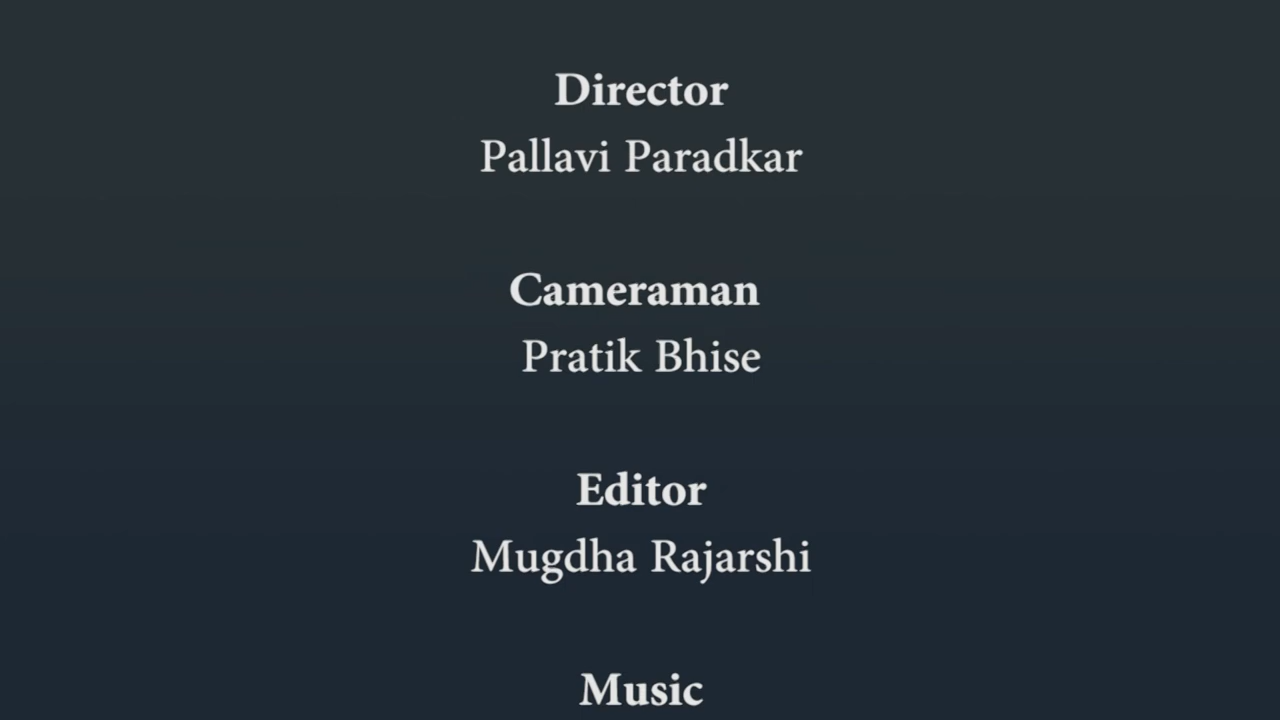 Director
Pallavi Paradkar
Cameraman
Pratik Bhise
Editor
Mugdha Rajarshi
Music